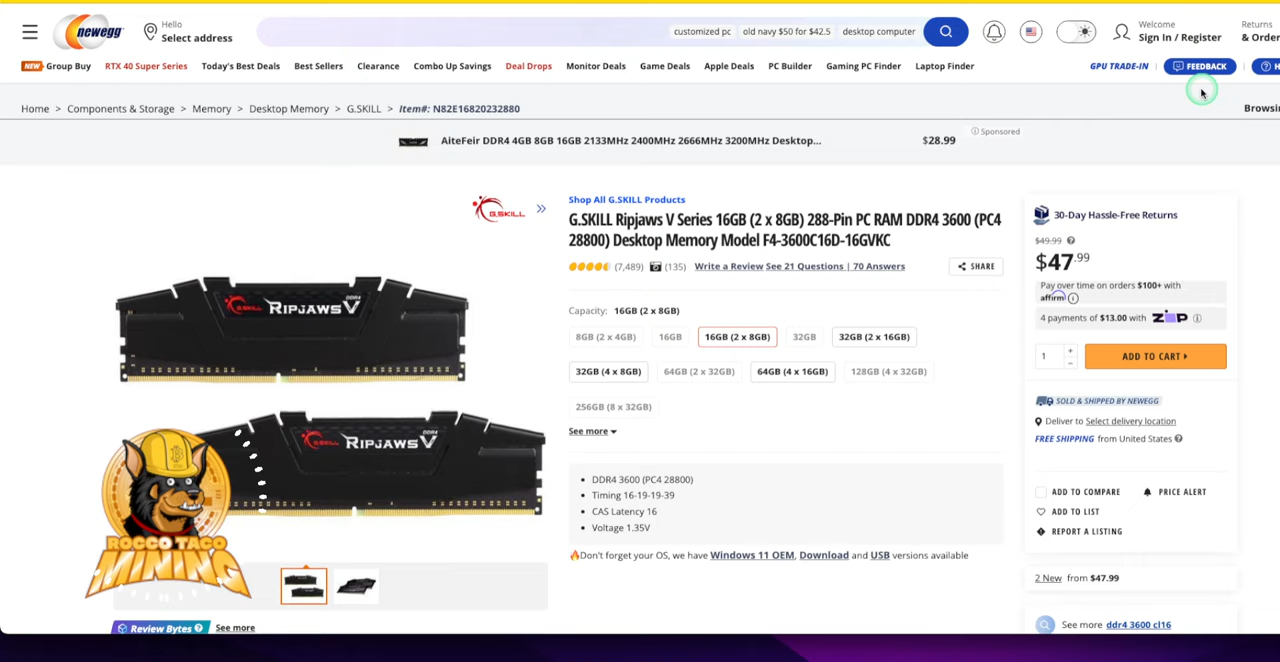 newegg
Hello
Select address
customized pc
old navy $50 for $42.5
desktop computer
Welcome
Sign In / Register
Returns
& Order
NEW Group Buy
RTX 40 Super Series
Today's Best Deals
Best Sellers
Clearance
Combo Up Savings
Deal Drops
Monitor Deals
Game Deals
Apple Deals
PC Builder
Gaming PC Finder
Laptop Finder
GPU TRADE-IN
FEEDBACK
H
Home > Components & Storage > Memory > Desktop Memory > G.SKILL > Item#: N82E16820232880
Browsin
AiteFeir DDR4 4GB 8GB 16GB 2133MHz 2400MHz 2666MHz 3200MHz Desktop...
$28.99
Sponsored
G.SKILL
Shop All G.SKILL Products
G.SKILL Ripjaws V Series 16GB (2 x 8GB) 288-Pin PC RAM DDR4 3600 (PC4
28800) Desktop Memory Model F4-3600C16D-16GVKC
(7,489)
(135)
Write a Review
See 21 Questions | 70 Answers
SHARE
Capacity: 16GB (2 x 8GB)
8GB (2 x 4GB)
16GB
16GB (2 x 8GB)
32GB
32GB (2 x 16GB)
32GB (4 x 8GB)
64GB (2 x 32GB)
64GB (4 x 16GB)
128GB (4 x 32GB)
256GB (8 x 32GB)
See more
• DDR4 3600 (PC4 28800)
• Timing 16-19-19-39
• CAS Latency 16
• Voltage 1.35V
Don't forget your OS, we have Windows 11 OEM, Download and USB versions available
30-Day Hassle-Free Returns
$49.99
$47.99
Pay over time on orders $100+ with
affirm
4 payments of $13.00 with ZIP
1
+
−
ADD TO CART
SOLD & SHIPPED BY NEWEGG
Deliver to Select delivery location
FREE SHIPPING from United States
ADD TO COMPARE
PRICE ALERT
ADD TO LIST
REPORT A LISTING
2 New from $47.99
See more ddr4 3600 cl16
G.SKILL RIPJAWS V DDR4
G.SKILL RIPJAWS V DDR4
ROCCO TACO
MINING
Review Bytes
See more